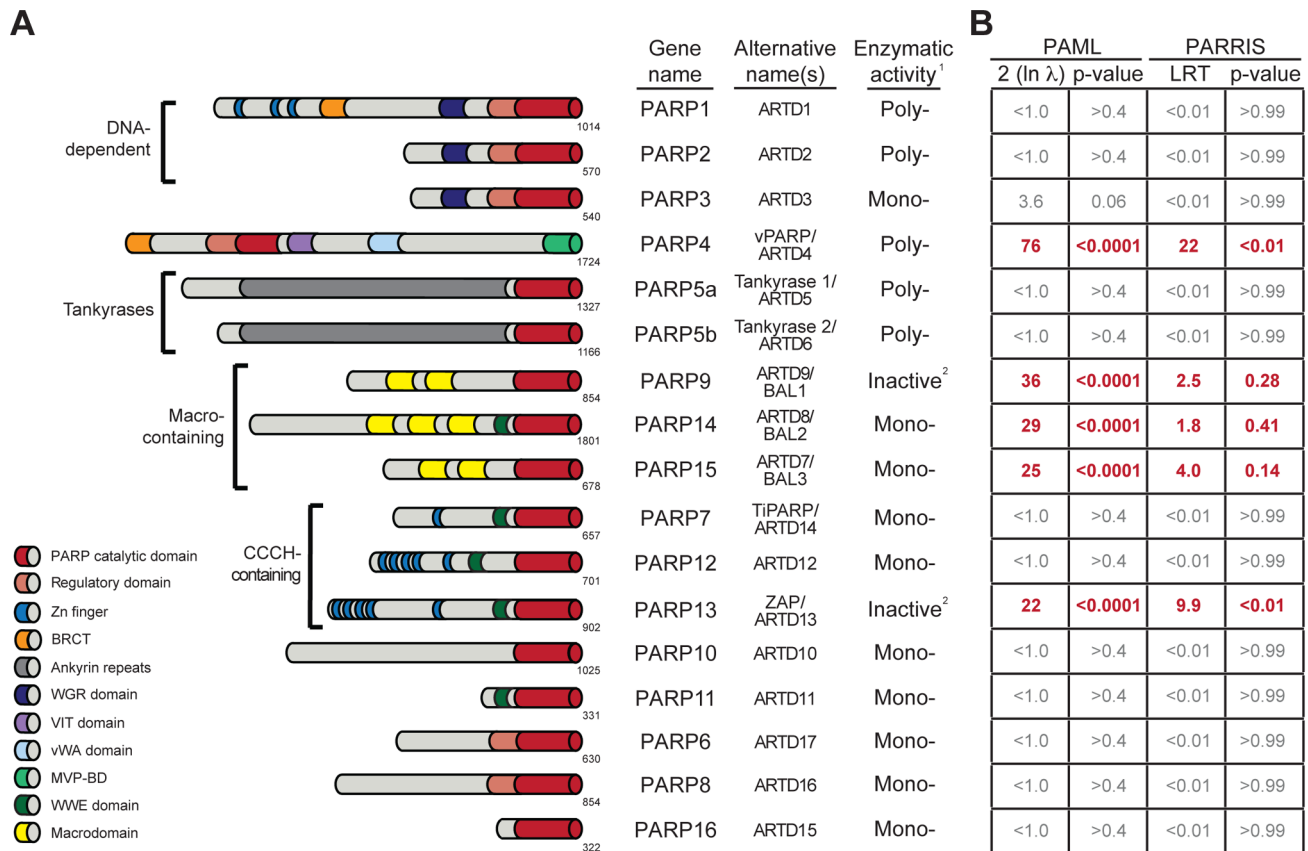 A
B
Gene name
Alternative name(s)
Enzymatic activity1
PAML
PARRIS
2 (ln λ) p-value LRT p-value
DNA-dependent
1014 PARP1 ARTD1 Poly- <1.0 >0.4 <0.01 >0.99
570 PARP2 ARTD2 Poly- <1.0 >0.4 <0.01 >0.99
540 PARP3 ARTD3 Mono- 3.6 0.06 <0.01 >0.99
1724 PARP4 vPARP/ARTD4 Poly- 76 <0.0001 22 <0.01
Tankyrases
1327 PARP5a Tankyrase 1/ARTD5 Poly- <1.0 >0.4 <0.01 >0.99
1166 PARP5b Tankyrase 2/ARTD6 Poly- <1.0 >0.4 <0.01 >0.99
Macro-containing
854 PARP9 ARTD9/BAL1 Inactive2 36 <0.0001 2.5 0.28
1801 PARP14 ARTD8/BAL2 Mono- 29 <0.0001 1.8 0.41
678 PARP15 ARTD7/BAL3 Mono- 25 <0.0001 4.0 0.14
CCCH-containing
657 PARP7 TiPARP/ARTD14 Mono- <1.0 >0.4 <0.01 >0.99
701 PARP12 ARTD12 Mono- <1.0 >0.4 <0.01 >0.99
902 PARP13 ZAP/ARTD13 Inactive2 22 <0.0001 9.9 <0.01
1025 PARP10 ARTD10 Mono- <1.0 >0.4 <0.01 >0.99
331 PARP11 ARTD11 Mono- <1.0 >0.4 <0.01 >0.99
630 PARP6 ARTD17 Mono- <1.0 >0.4 <0.01 >0.99
854 PARP8 ARTD16 Mono- <1.0 >0.4 <0.01 >0.99
322 PARP16 ARTD15 Mono- <1.0 >0.4 <0.01 >0.99
PARP catalytic domain
Regulatory domain
Zn finger
BRCT
Ankyrin repeats
WGR domain
VIT domain
vWA domain
MVP-BD
WWE domain
Macrodomain